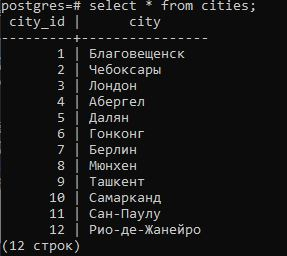 postgres=# select * from cities;
 city_id |      city
---------+----------------
       1 | Благовещенск
       2 | Чебоксары
       3 | Лондон
       4 | Абергел
       5 | Далян
       6 | Гонконг
       7 | Берлин
       8 | Мюнхен
       9 | Ташкент
      10 | Самарканд
      11 | Сан-Паулу
      12 | Рио-де-Жанейро
(12 строк)